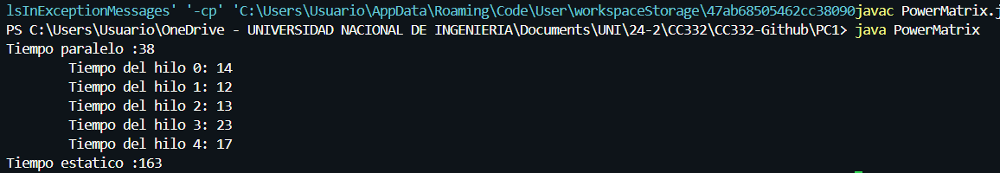 lsInExceptionMessages' '-cp' 'C:\Users\Usuario\AppData\Roaming\Code\User\workspaceStorage\47ab68505462cc38090javac PowerMatrix.j
PS C:\Users\Usuario\OneDrive - UNIVERSIDAD NACIONAL DE INGENIERIA\Documents\UNI\24-2\CC332\CC332-Github\PC1> java PowerMatrix
Tiempo paralelo :38
        Tiempo del hilo 0: 14
        Tiempo del hilo 1: 12
        Tiempo del hilo 2: 13
        Tiempo del hilo 3: 23
        Tiempo del hilo 4: 17
Tiempo estatico :163